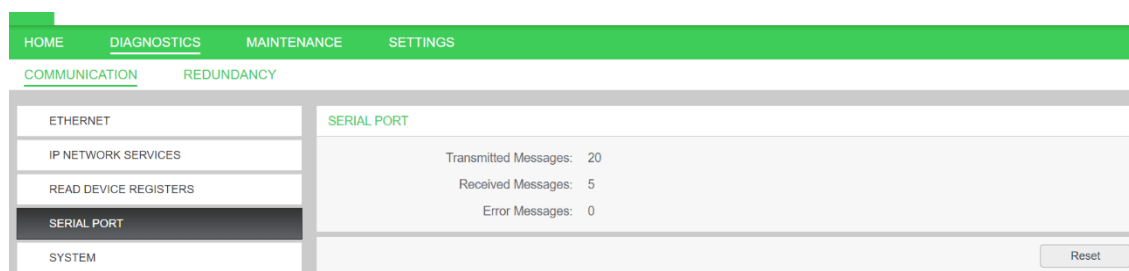 HOME DIAGNOSTICS MAINTENANCE SETTINGS
COMMUNICATION REDUNDANCY
ETHERNET
IP NETWORK SERVICES
READ DEVICE REGISTERS
SERIAL PORT
SYSTEM
SERIAL PORT
Transmitted Messages: 20
Received Messages: 5
Error Messages: 0
Reset